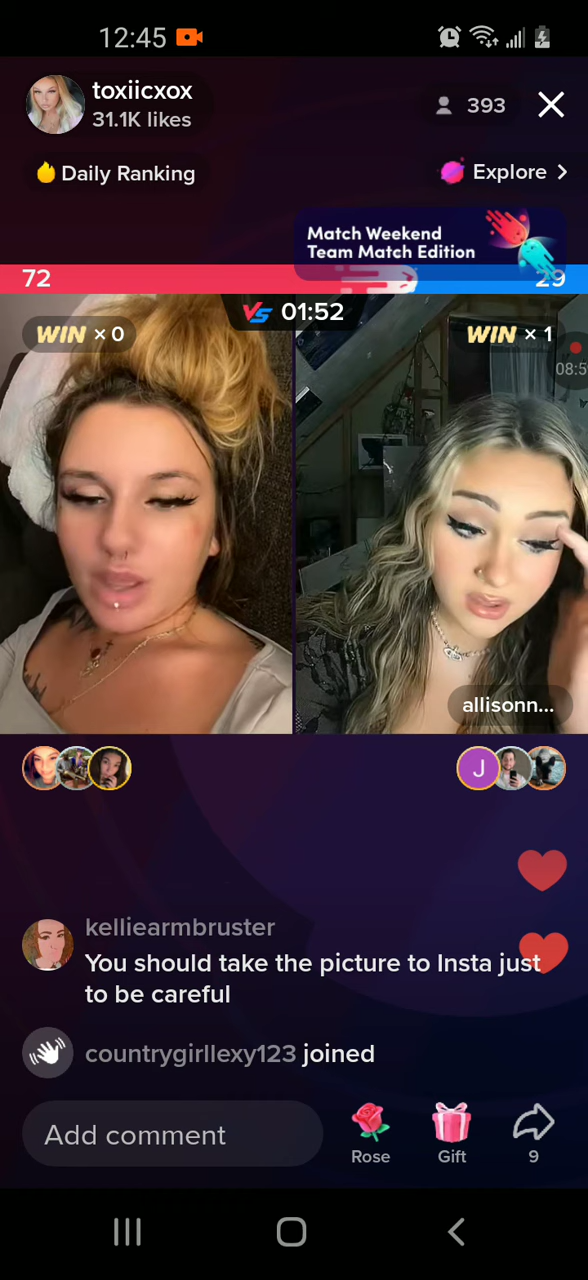 12:45
toxiicxox
31.1K likes
393
Daily Ranking
Explore
Match Weekend
Team Match Edition
72
29
VS 01:52
WIN × 0
WIN × 1
08:5
allisonn...
J
kelliearmbruster
You should take the picture to Insta just
to be careful
countrygirllexy123 joined
Add comment
Rose
Gift
9